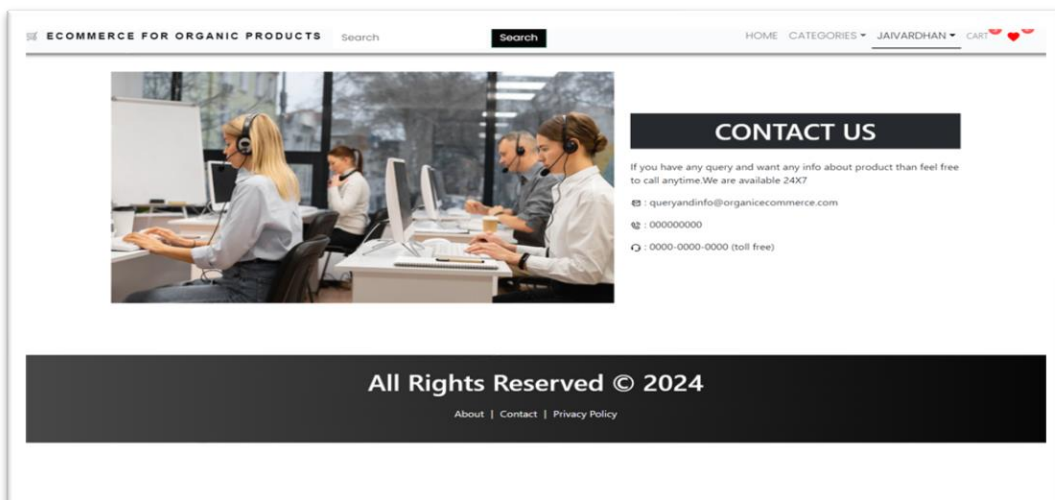 ECOMMERCE FOR ORGANIC PRODUCTS Search Search HOME CATEGORIES JAIVARDHAN CART
CONTACT US
If you have any query and want any info about product than feel free
to call anytime.We are available 24X7
: queryandinfo@organicecommerce.com
: 000000000
: 0000-0000-0000 (toll free)
All Rights Reserved © 2024
About | Contact | Privacy Policy